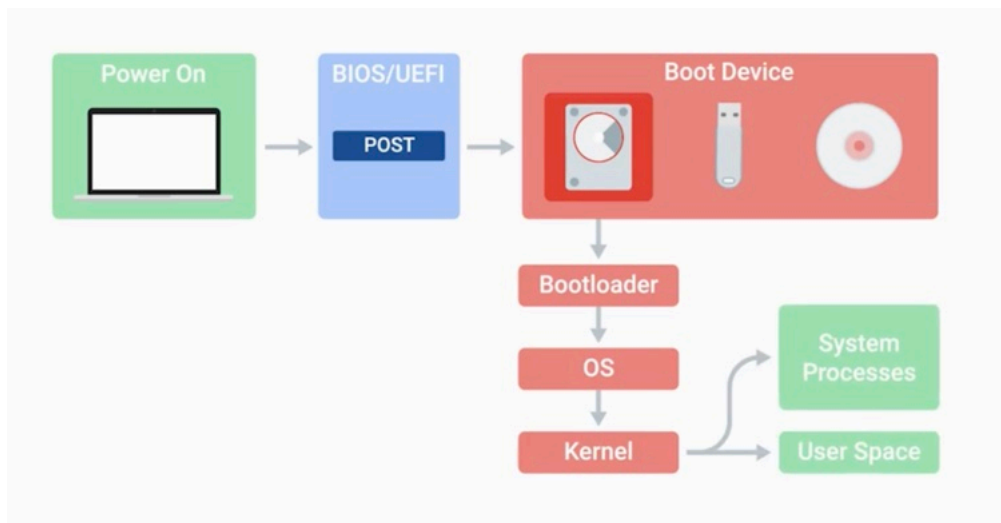 Power On
BIOS/UEFI
POST
Boot Device
Bootloader
OS
Kernel
System
Processes
User Space